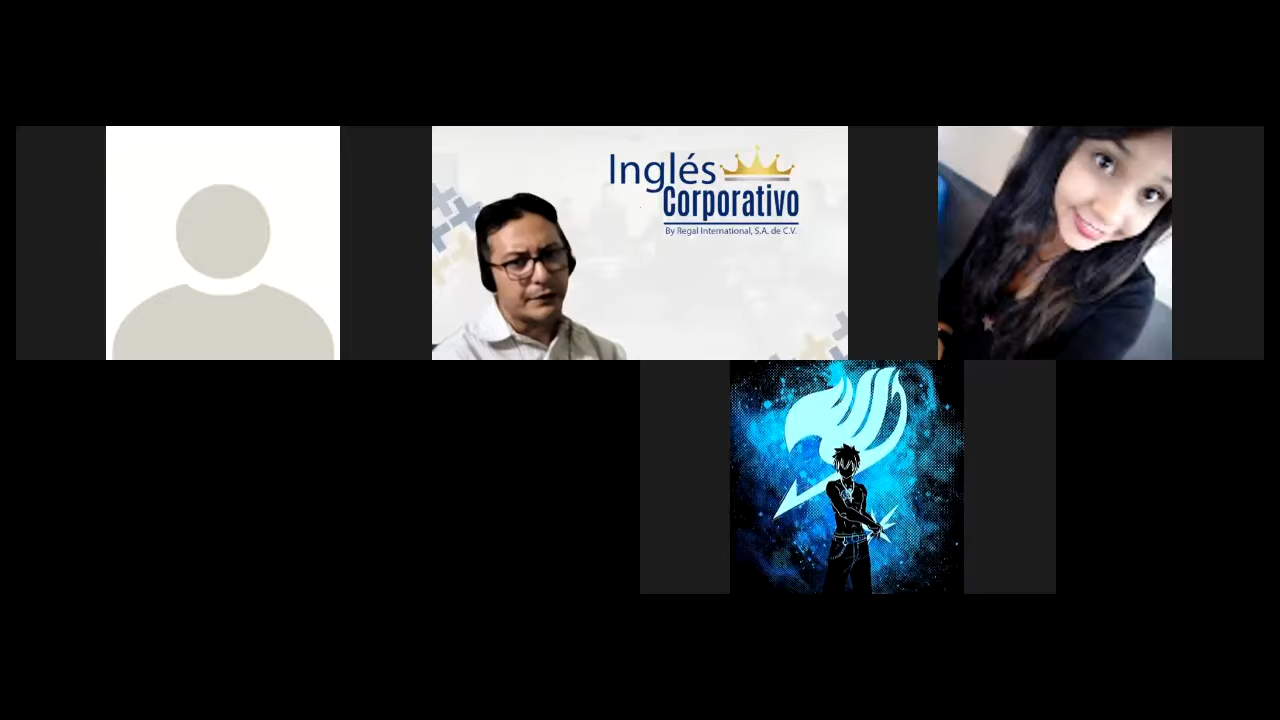 Inglés
Corporativo
By Regal International, S.A. de C.V.